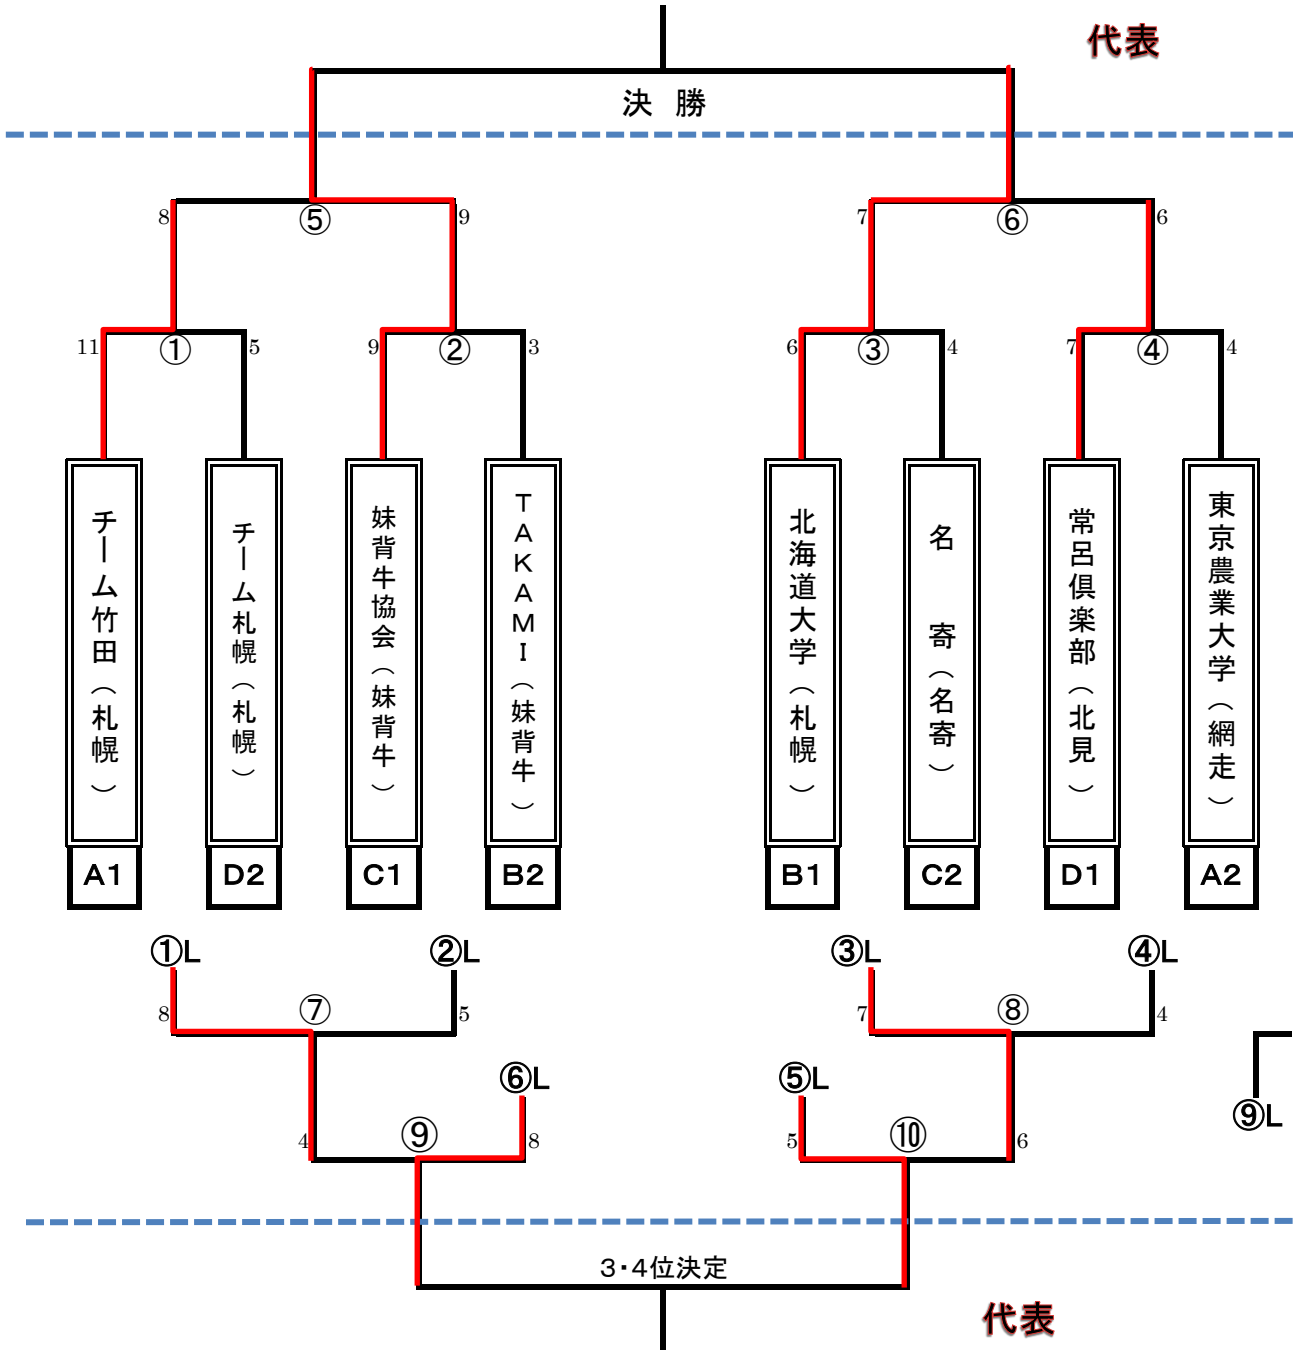 代表
決 勝
8
⑤
9
7
⑥
6
11
①
5
9
②
3
6
③
4
7
④
4
チーム竹田（札幌）
チーム札幌（札幌）
妹背牛協会（妹背牛）
TAKAMI（妹背牛）
北海道大学（札幌）
名 寄（名寄）
常呂倶楽部（北見）
東京農業大学（網走）
A1
D2
C1
B2
B1
C2
D1
A2
①L
②L
③L
④L
8
⑦
5
7
⑧
4
⑥L
⑤L
⑨L
4
⑨
8
5
⑩
6
3・4位決定
代表